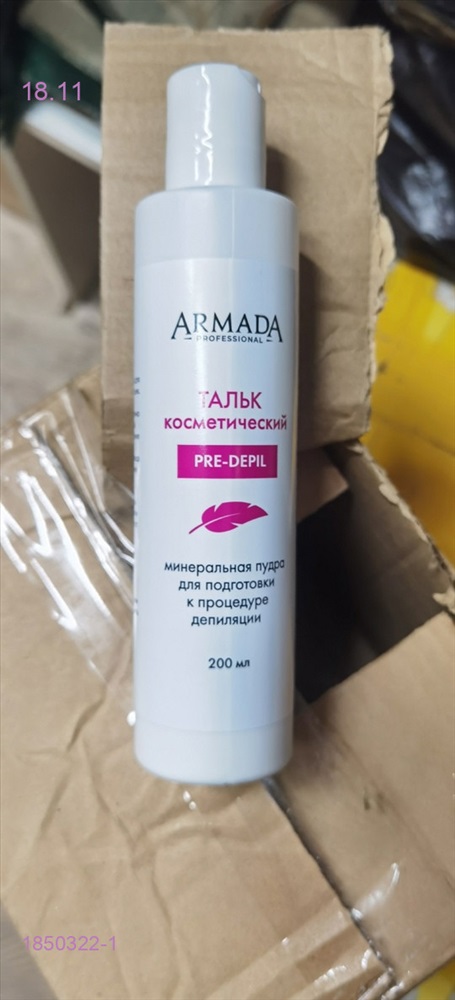 18.11
ARMADA
PROFESSIONAL
ТАЛЬК
косметический
PRE-DEPIL
минеральная пудра
для подготовки
к процедуре
депиляции
200 мл
1850322-1